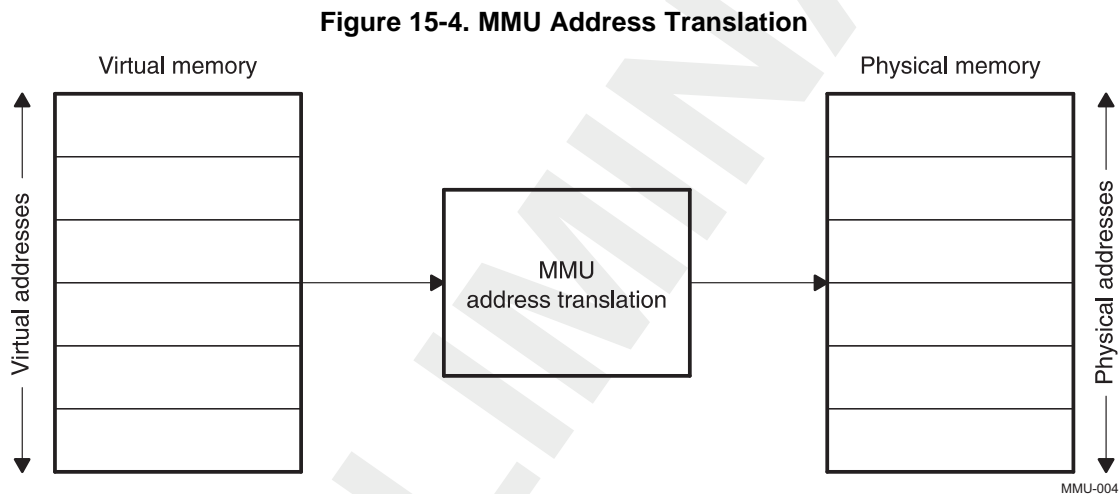 Figure 15-4. MMU Address Translation
Virtual memory
Physical memory
Virtual addresses
MMU
address translation
Physical addresses
MMU-004